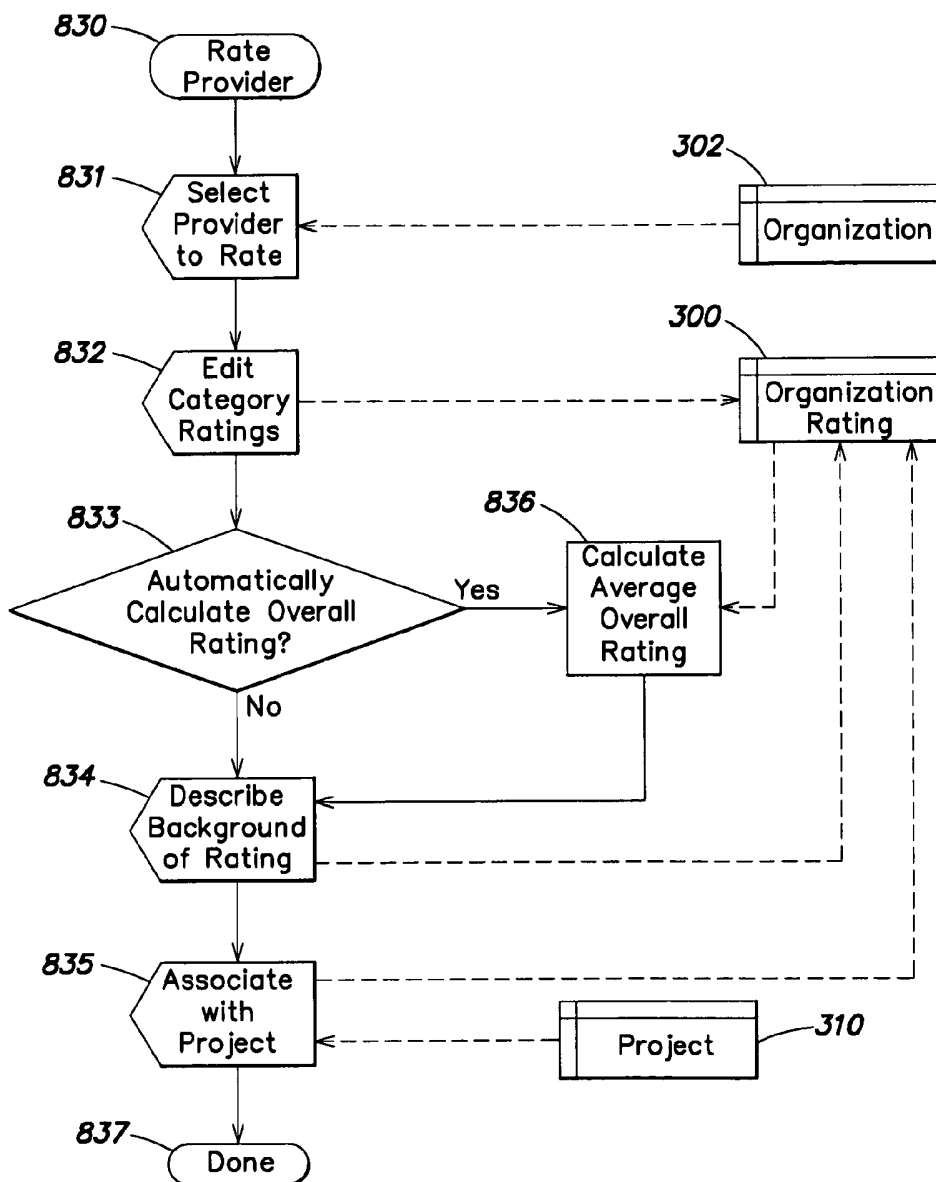 830
Rate
Provider
831
Select
Provider
to Rate
302
Organization
832
Edit
Category
Ratings
300
Organization
Rating
833
Automatically
Calculate Overall
Rating?
Yes
No
836
Calculate
Average
Overall
Rating
834
Describe
Background
of Rating
835
Associate
with
Project
Project
310
837
Done